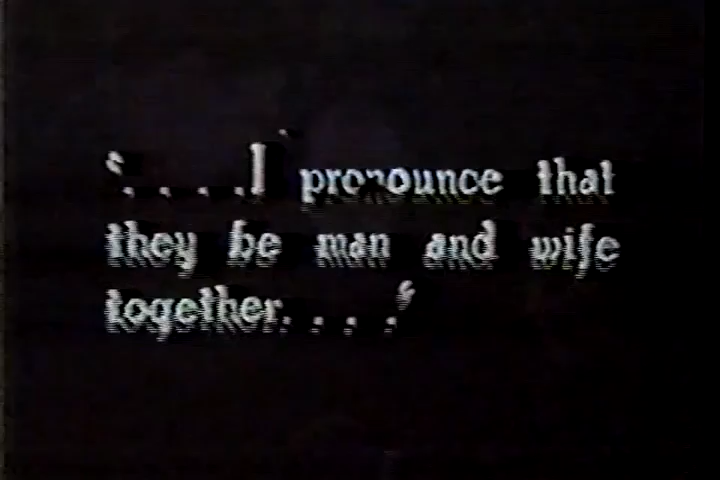 “. . . .I pronounce that
they be man and wife
together. . . .”